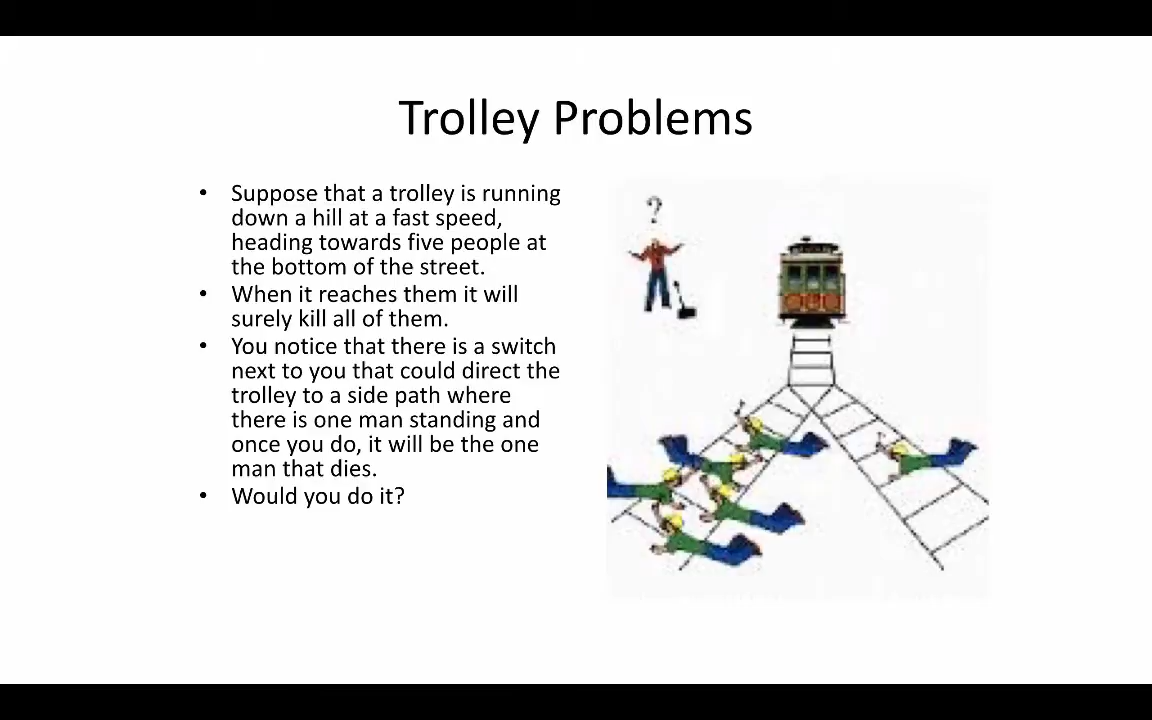 Trolley Problems
• Suppose that a trolley is running
down a hill at a fast speed,
heading towards five people at
the bottom of the street.
• When it reaches them it will
surely kill all of them.
• You notice that there is a switch
next to you that could direct the
trolley to a side path where
there is one man standing and
once you do, it will be the one
man that dies.
• Would you do it?
?